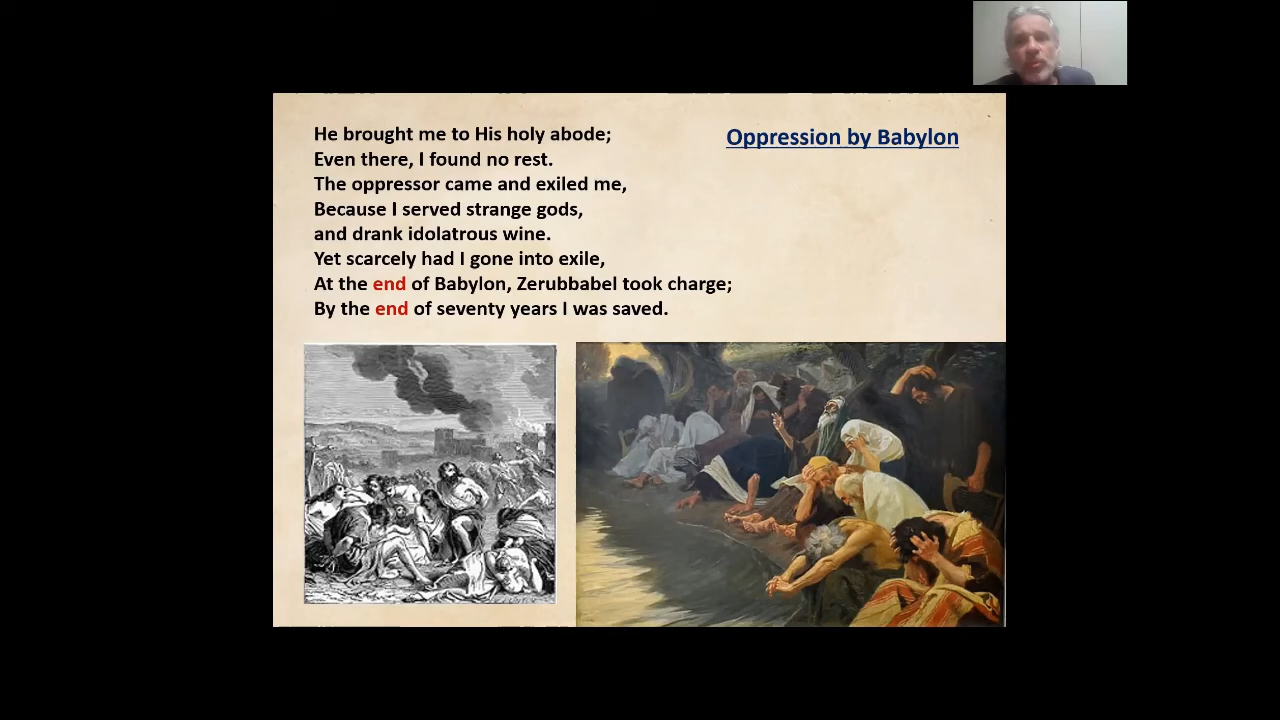 He brought me to His holy abode;
Even there, I found no rest.
The oppressor came and exiled me,
Because I served strange gods,
and drank idolatrous wine.
Yet scarcely had I gone into exile,
At the end of Babylon, Zerubbabel took charge;
By the end of seventy years I was saved.
Oppression by Babylon